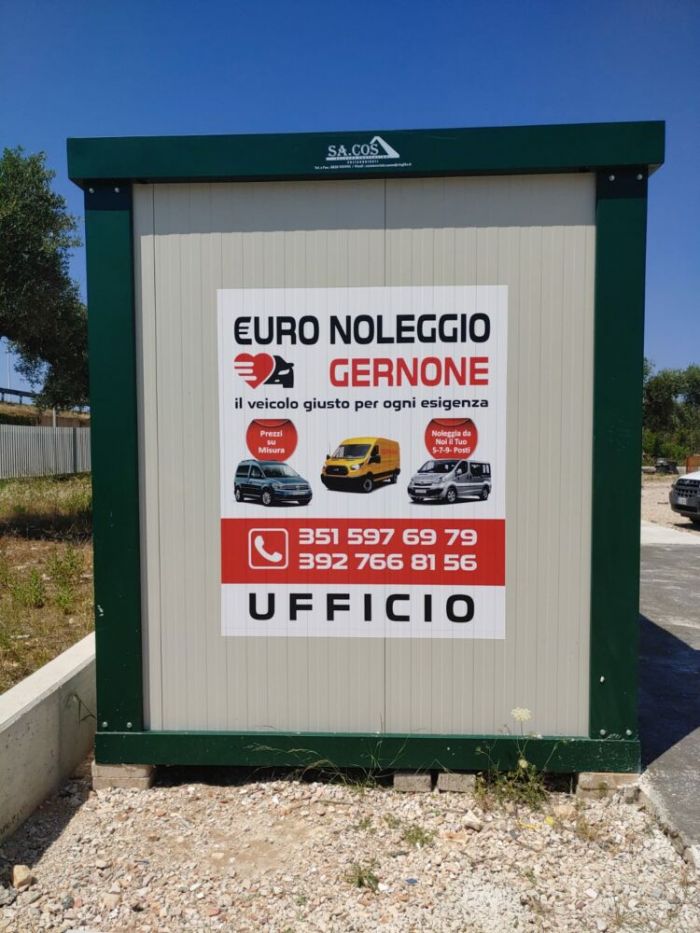 SA.COS
€URO NOLEGGIO
GERNONE
il veicolo giusto per ogni esigenza
Prezzi
su
Misura
Noleggia da
Noi il Tuo
5-7-9- Posti
351 597 69 79
392 766 81 56
UFFICIO